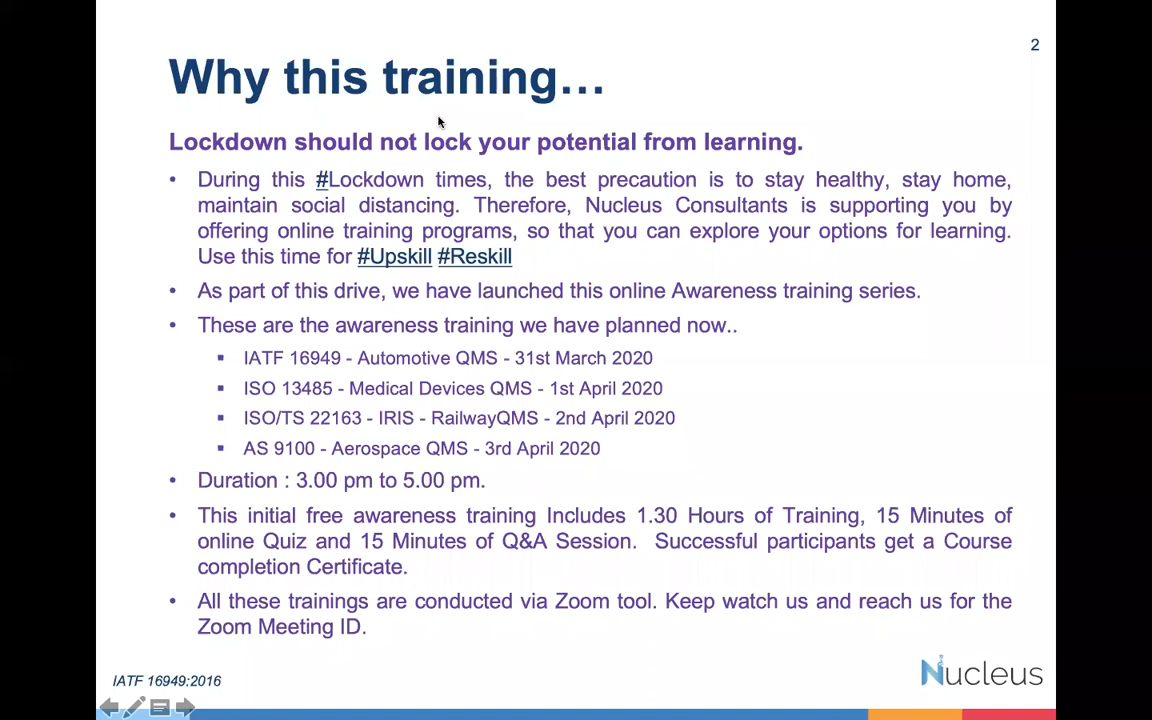 2
Why this training...
Lockdown should not lock your potential from learning.
• During this #Lockdown times, the best precaution is to stay healthy, stay home,
maintain social distancing. Therefore, Nucleus Consultants is supporting you by
offering online training programs, so that you can explore your options for learning.
Use this time for #Upskill #Reskill
• As part of this drive, we have launched this online Awareness training series.
• These are the awareness training we have planned now..
▪ IATF 16949 - Automotive QMS - 31st March 2020
▪ ISO 13485 - Medical Devices QMS - 1st April 2020
▪ ISO/TS 22163 - IRIS - RailwayQMS - 2nd April 2020
▪ AS 9100 - Aerospace QMS - 3rd April 2020
• Duration : 3.00 pm to 5.00 pm.
• This initial free awareness training Includes 1.30 Hours of Training, 15 Minutes of
online Quiz and 15 Minutes of Q&A Session. Successful participants get a Course
completion Certificate.
• All these trainings are conducted via Zoom tool. Keep watch us and reach us for the
Zoom Meeting ID.
IATF 16949:2016
Nucleus